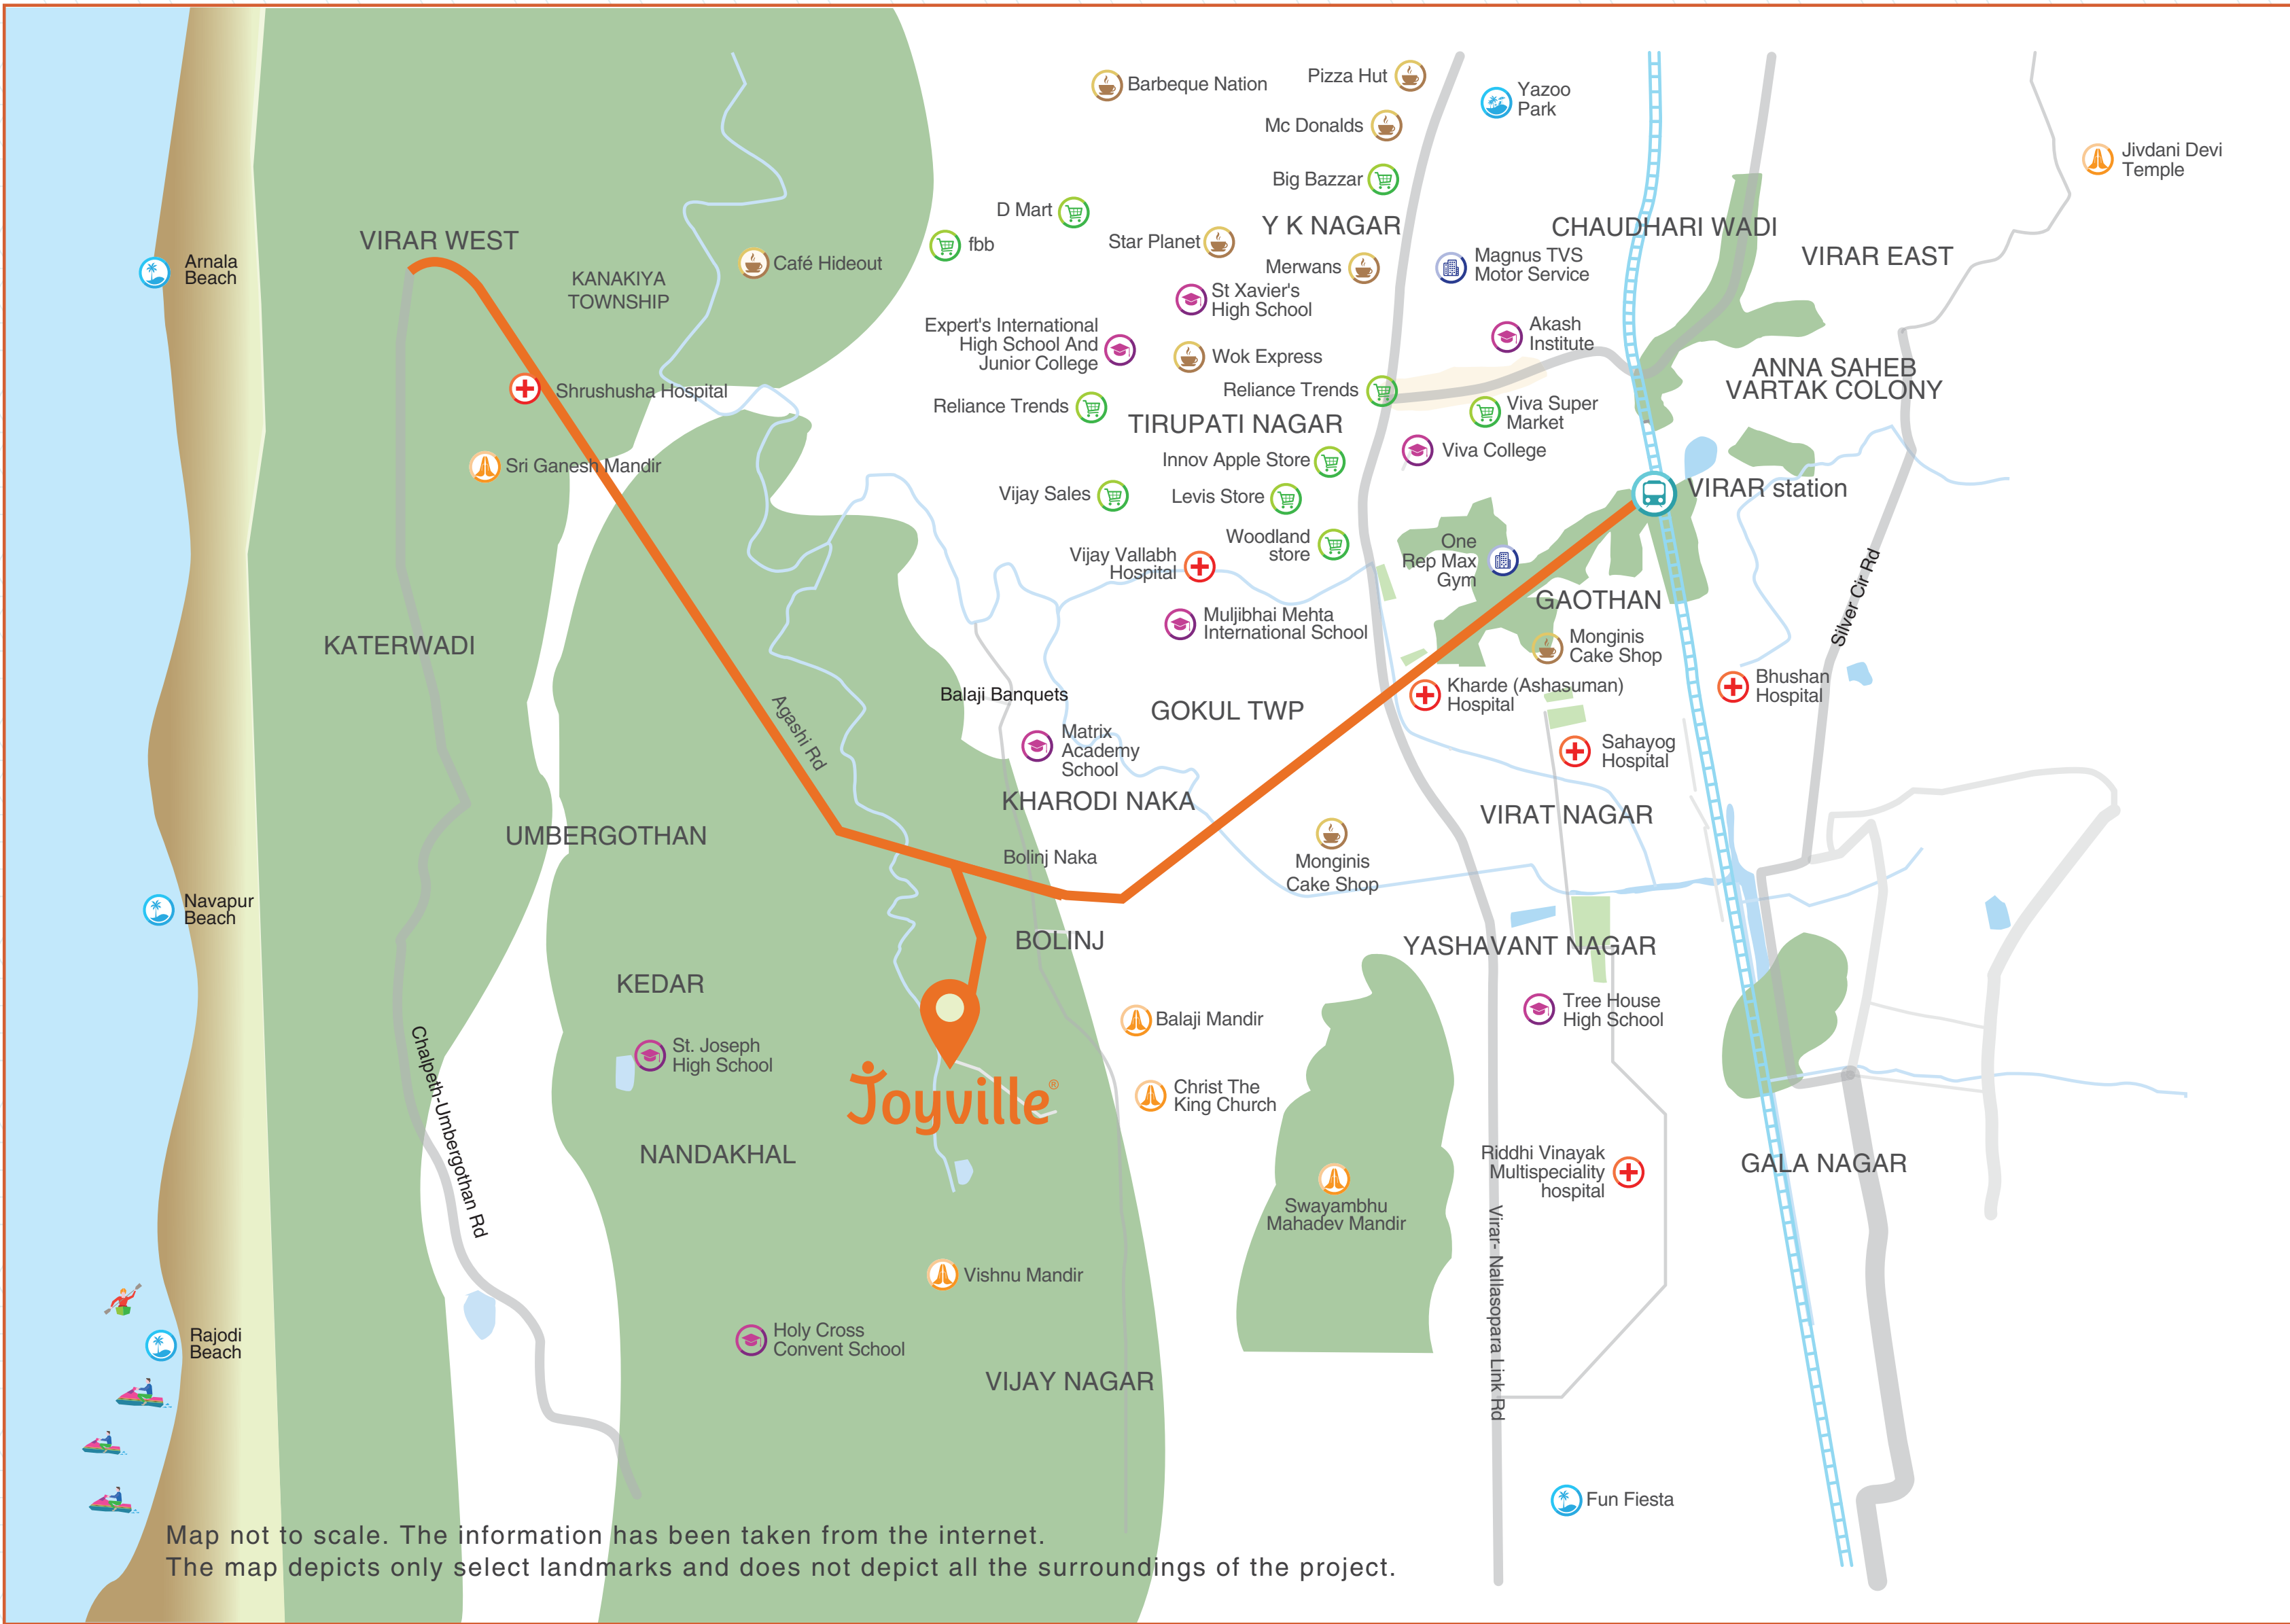 Barbeque Nation
Pizza Hut
Yazoo
Park
Mc Donalds
Jivdani Devi
Temple
Big Bazzar
D Mart
fbb
Star Planet
Y K NAGAR
CHAUDHARI WADI
VIRAR WEST
VIRAR EAST
Arnala
Beach
KANAKIYA
TOWNSHIP
Café Hideout
Merwans
Magnus TVS
Motor Service
St Xavier's
High School
Expert's International
High School And
Junior College
Akash
Institute
Wok Express
ANNA SAHEB
VARTAK COLONY
Shrushusha Hospital
Reliance Trends
Reliance Trends
Viva Super
Market
TIRUPATI NAGAR
Viva College
Sri Ganesh Mandir
Innov Apple Store
Vijay Sales
Levis Store
VIRAR station
Woodland
store
One
Rep Max
Gym
Vijay Vallabh
Hospital
GAOTHAN
Silver Cir Rd
Muljibhai Mehta
International School
Monginis
Cake Shop
KATERWADI
Balaji Banquets
Kharde (Ashasuman)
Hospital
Bhushan
Hospital
GOKUL TWP
Agashi Rd
Matrix
Academy
School
Sahayog
Hospital
KHARODI NAKA
VIRAT NAGAR
UMBERGOTHAN
Bolinj Naka
Monginis
Cake Shop
Navapur
Beach
BOLINJ
YASHAVANT NAGAR
KEDAR
Balaji Mandir
Tree House
High School
St. Joseph
High School
Joyville®
Christ The
King Church
Chalpeth-Umbergothan Rd
NANDAKHAL
Riddhi Vinayak
Multispeciality
hospital
GALA NAGAR
Swayambhu
Mahadev Mandir
Virar- Nallasopara Link Rd
Vishnu Mandir
Rajodi
Beach
Holy Cross
Convent School
VIJAY NAGAR
Fun Fiesta
Map not to scale. The information has been taken from the internet.
The map depicts only select landmarks and does not depict all the surroundings of the project.